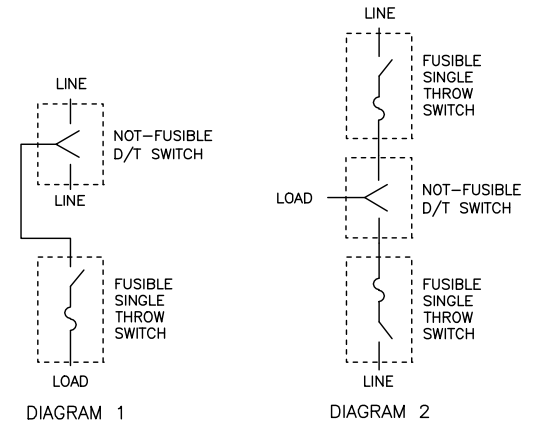 LINE
NOT-FUSIBLE
D/T SWITCH
LINE
FUSIBLE
SINGLE
THROW
SWITCH
LOAD
DIAGRAM 1
LINE
FUSIBLE
SINGLE
THROW
SWITCH
LOAD
NOT-FUSIBLE
D/T SWITCH
FUSIBLE
SINGLE
THROW
SWITCH
LINE
DIAGRAM 2